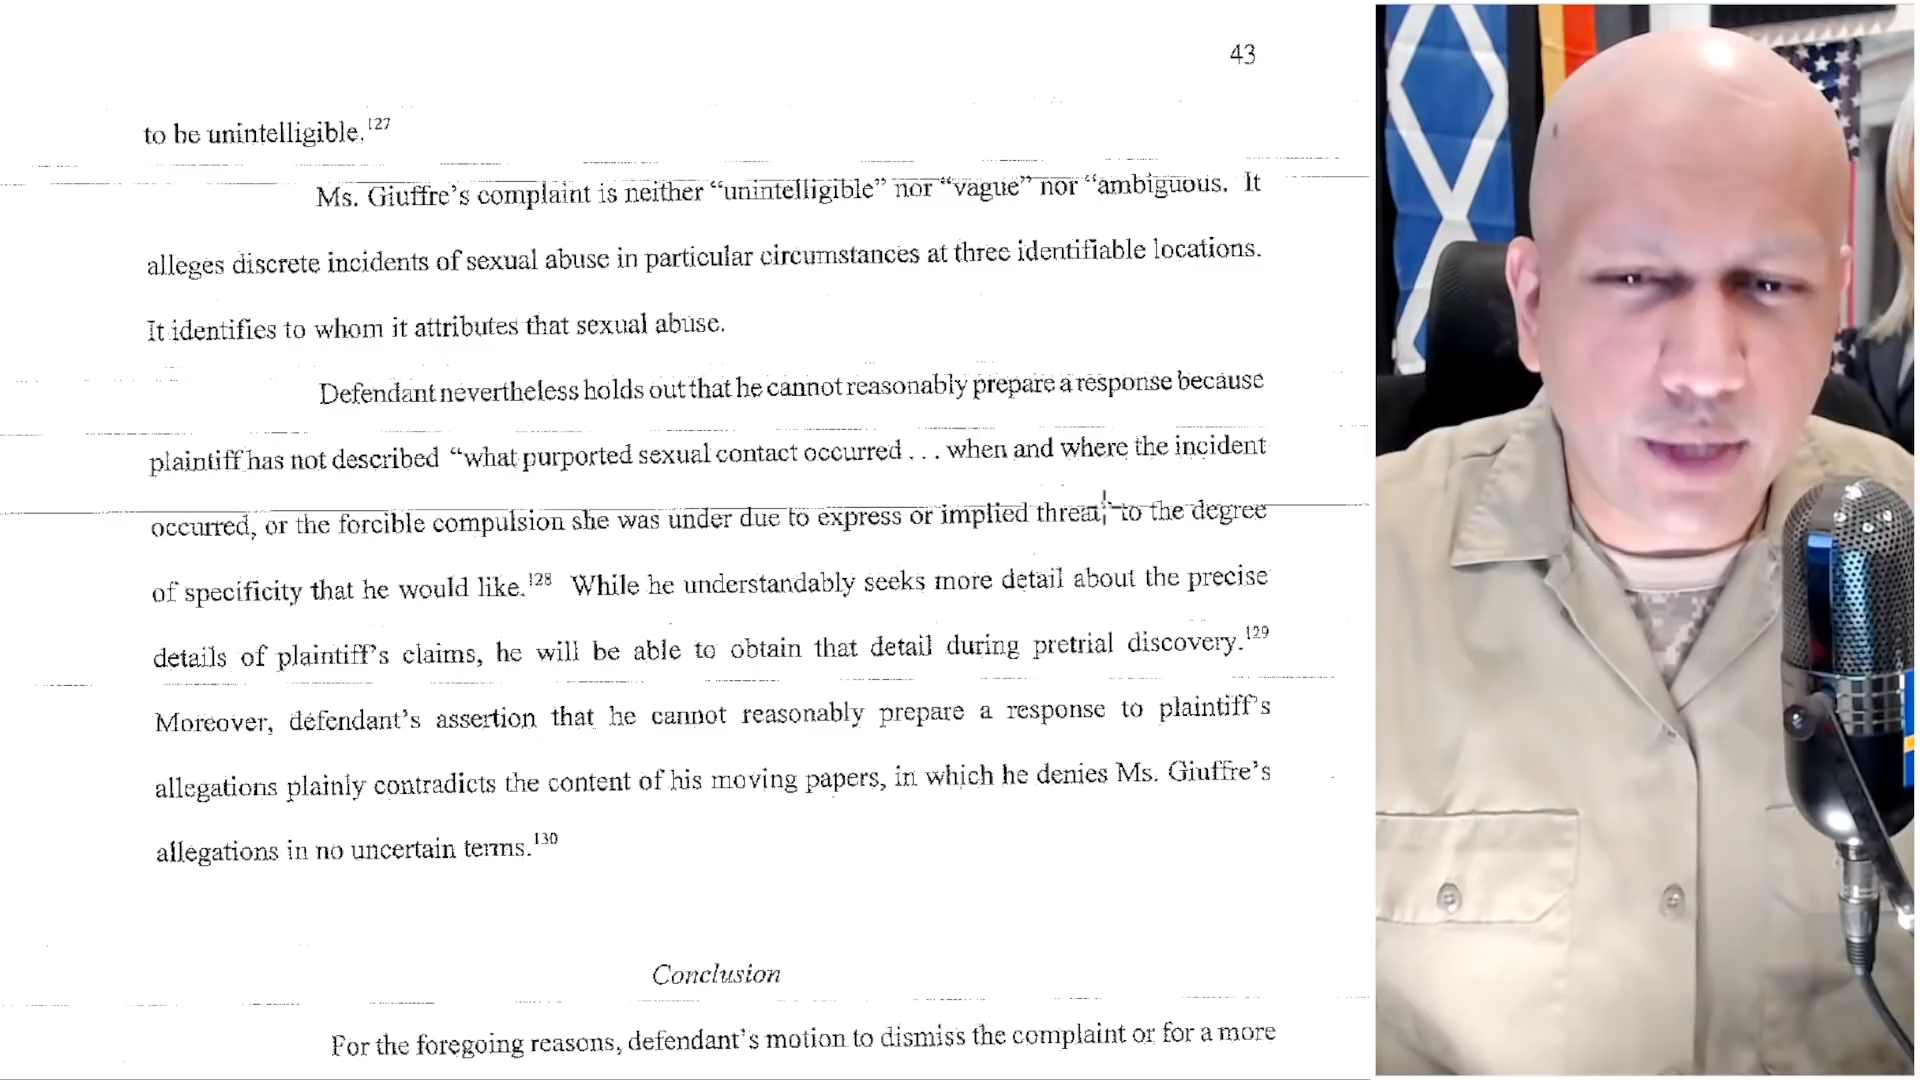 43
to be unintelligible.127
Ms. Giuffre's complaint is neither “unintelligible” nor “vague” nor “ambiguous. It
alleges discrete incidents of sexual abuse in particular circumstances at three identifiable locations.
It identifies to whom it attributes that sexual abuse.
Defendant nevertheless holds out that he cannot reasonably prepare a response because
plaintiff has not described “what purported sexual contact occurred . . . when and where the incident
occurred, or the forcible compulsion she was under due to express or implied threat” to the degree
of specificity that he would like.128 While he understandably seeks more detail about the precise
details of plaintiff's claims, he will be able to obtain that detail during pretrial discovery.129
Moreover, defendant's assertion that he cannot reasonably prepare a response to plaintiff's
allegations plainly contradicts the content of his moving papers, in which he denies Ms. Giuffre's
allegations in no uncertain terms.130
Conclusion
For the foregoing reasons, defendant's motion to dismiss the complaint or for a more